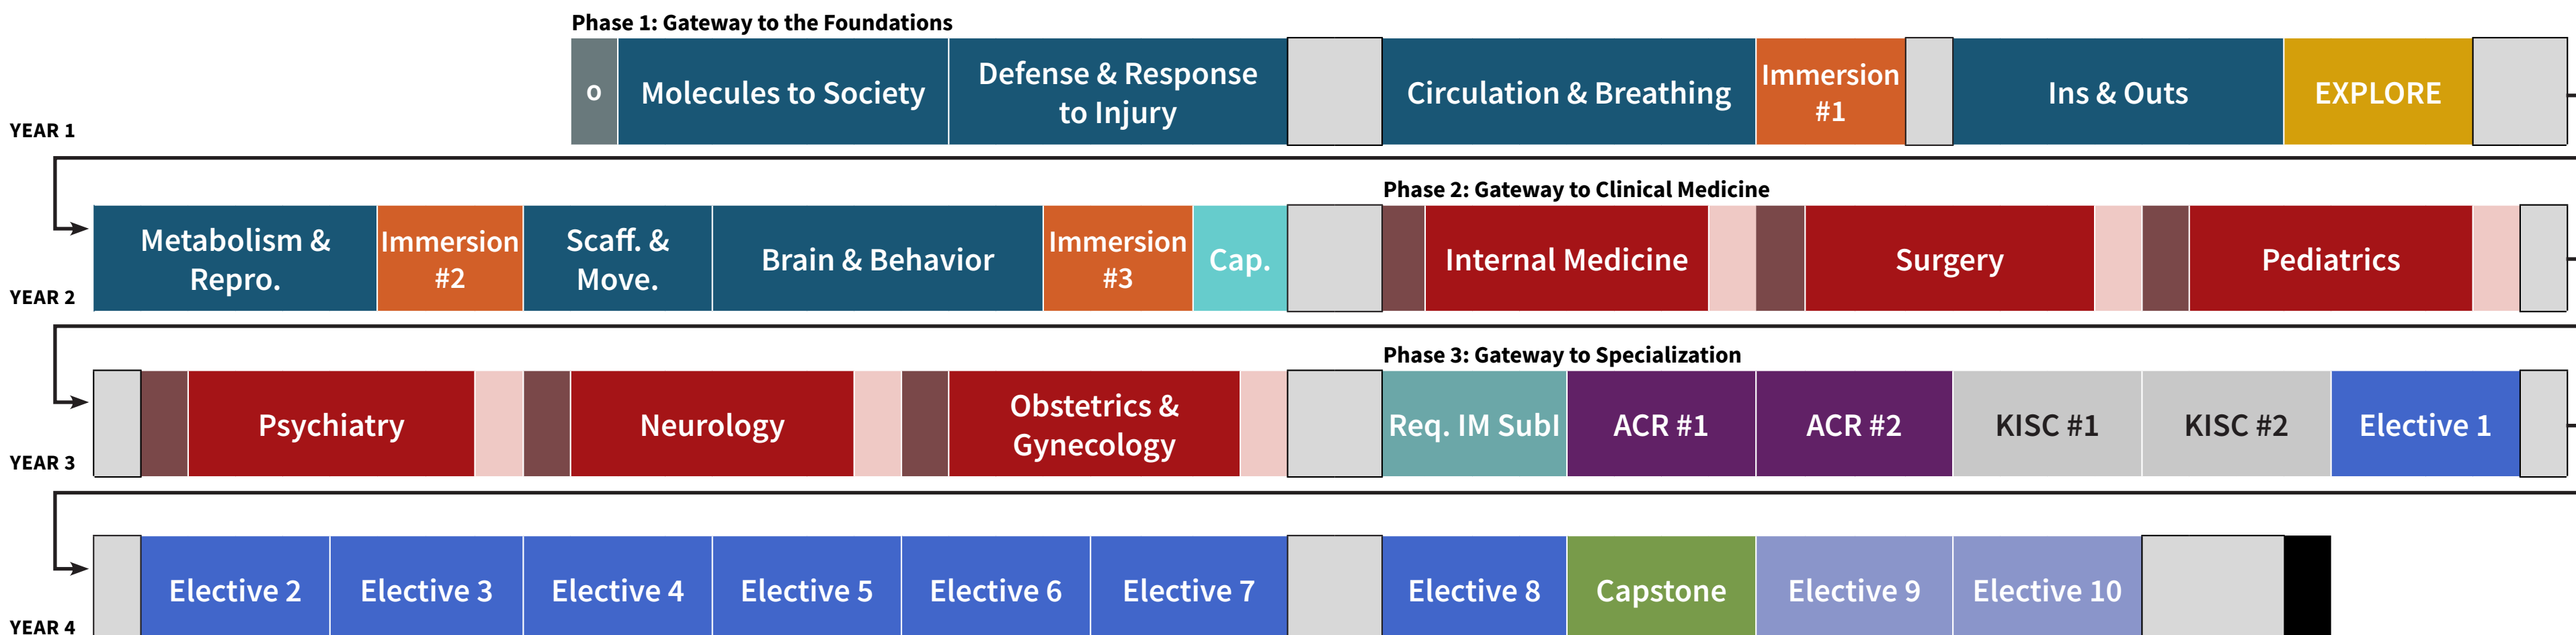 Phase 1: Gateway to the Foundations
YEAR 1
o
Molecules to Society
Defense & Response
to Injury
Circulation & Breathing
Immersion
#1
Ins & Outs
EXPLORE
Phase 2: Gateway to Clinical Medicine
YEAR 2
Metabolism &
Repro.
Immersion
#2
Scaff. &
Move.
Brain & Behavior
Immersion
#3
Cap.
Internal Medicine
Surgery
Pediatrics
Phase 3: Gateway to Specialization
YEAR 3
Psychiatry
Neurology
Obstetrics &
Gynecology
Req. IM SubI
ACR #1
ACR #2
KISC #1
KISC #2
Elective 1
YEAR 4
Elective 2
Elective 3
Elective 4
Elective 5
Elective 6
Elective 7
Elective 8
Capstone
Elective 9
Elective 10